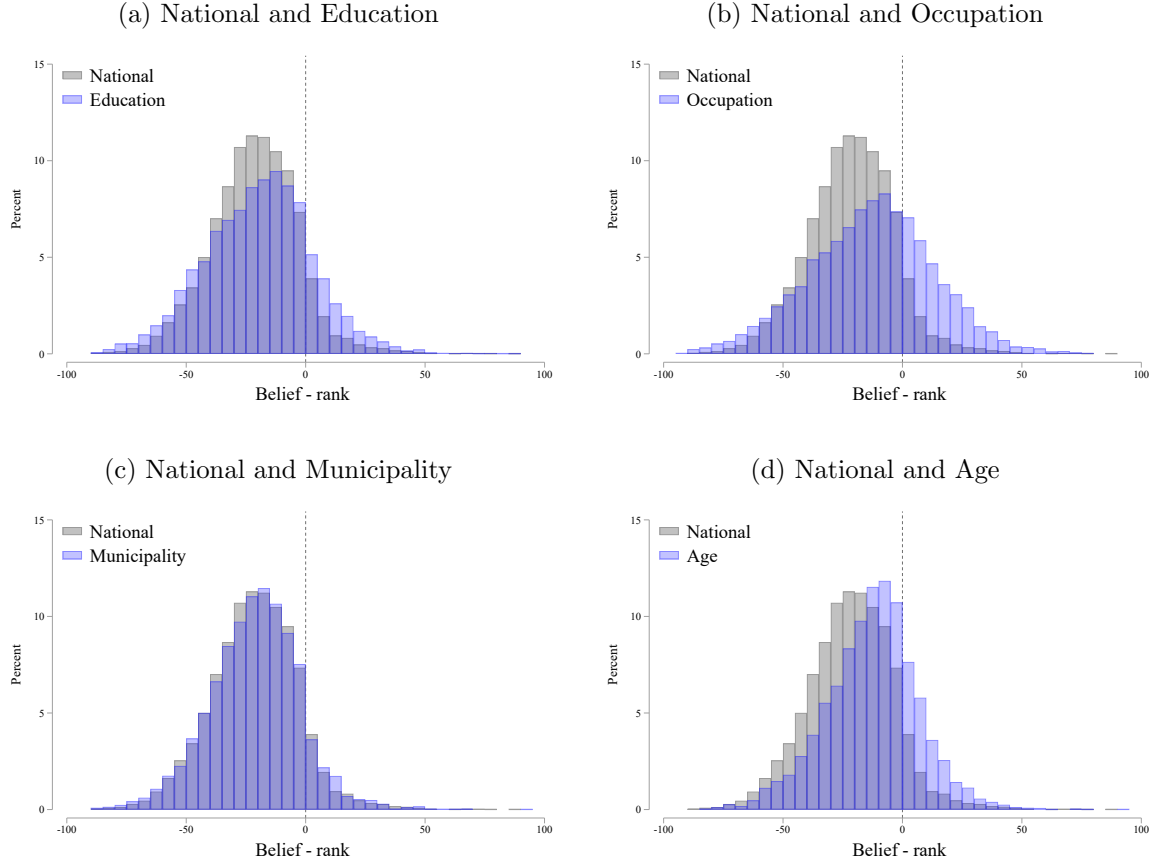 (a) National and Education
(b) National and Occupation
15
National
Education
10
Percent
5
0
-100 -50 0 50 100
Belief - rank
15
National
Occupation
10
Percent
5
0
-100 -50 0 50 100
Belief - rank
(c) National and Municipality
(d) National and Age
15
National
Municipality
10
Percent
5
0
-100 -50 0 50 100
Belief - rank
15
National
Age
10
Percent
5
0
-100 -50 0 50 100
Belief - rank